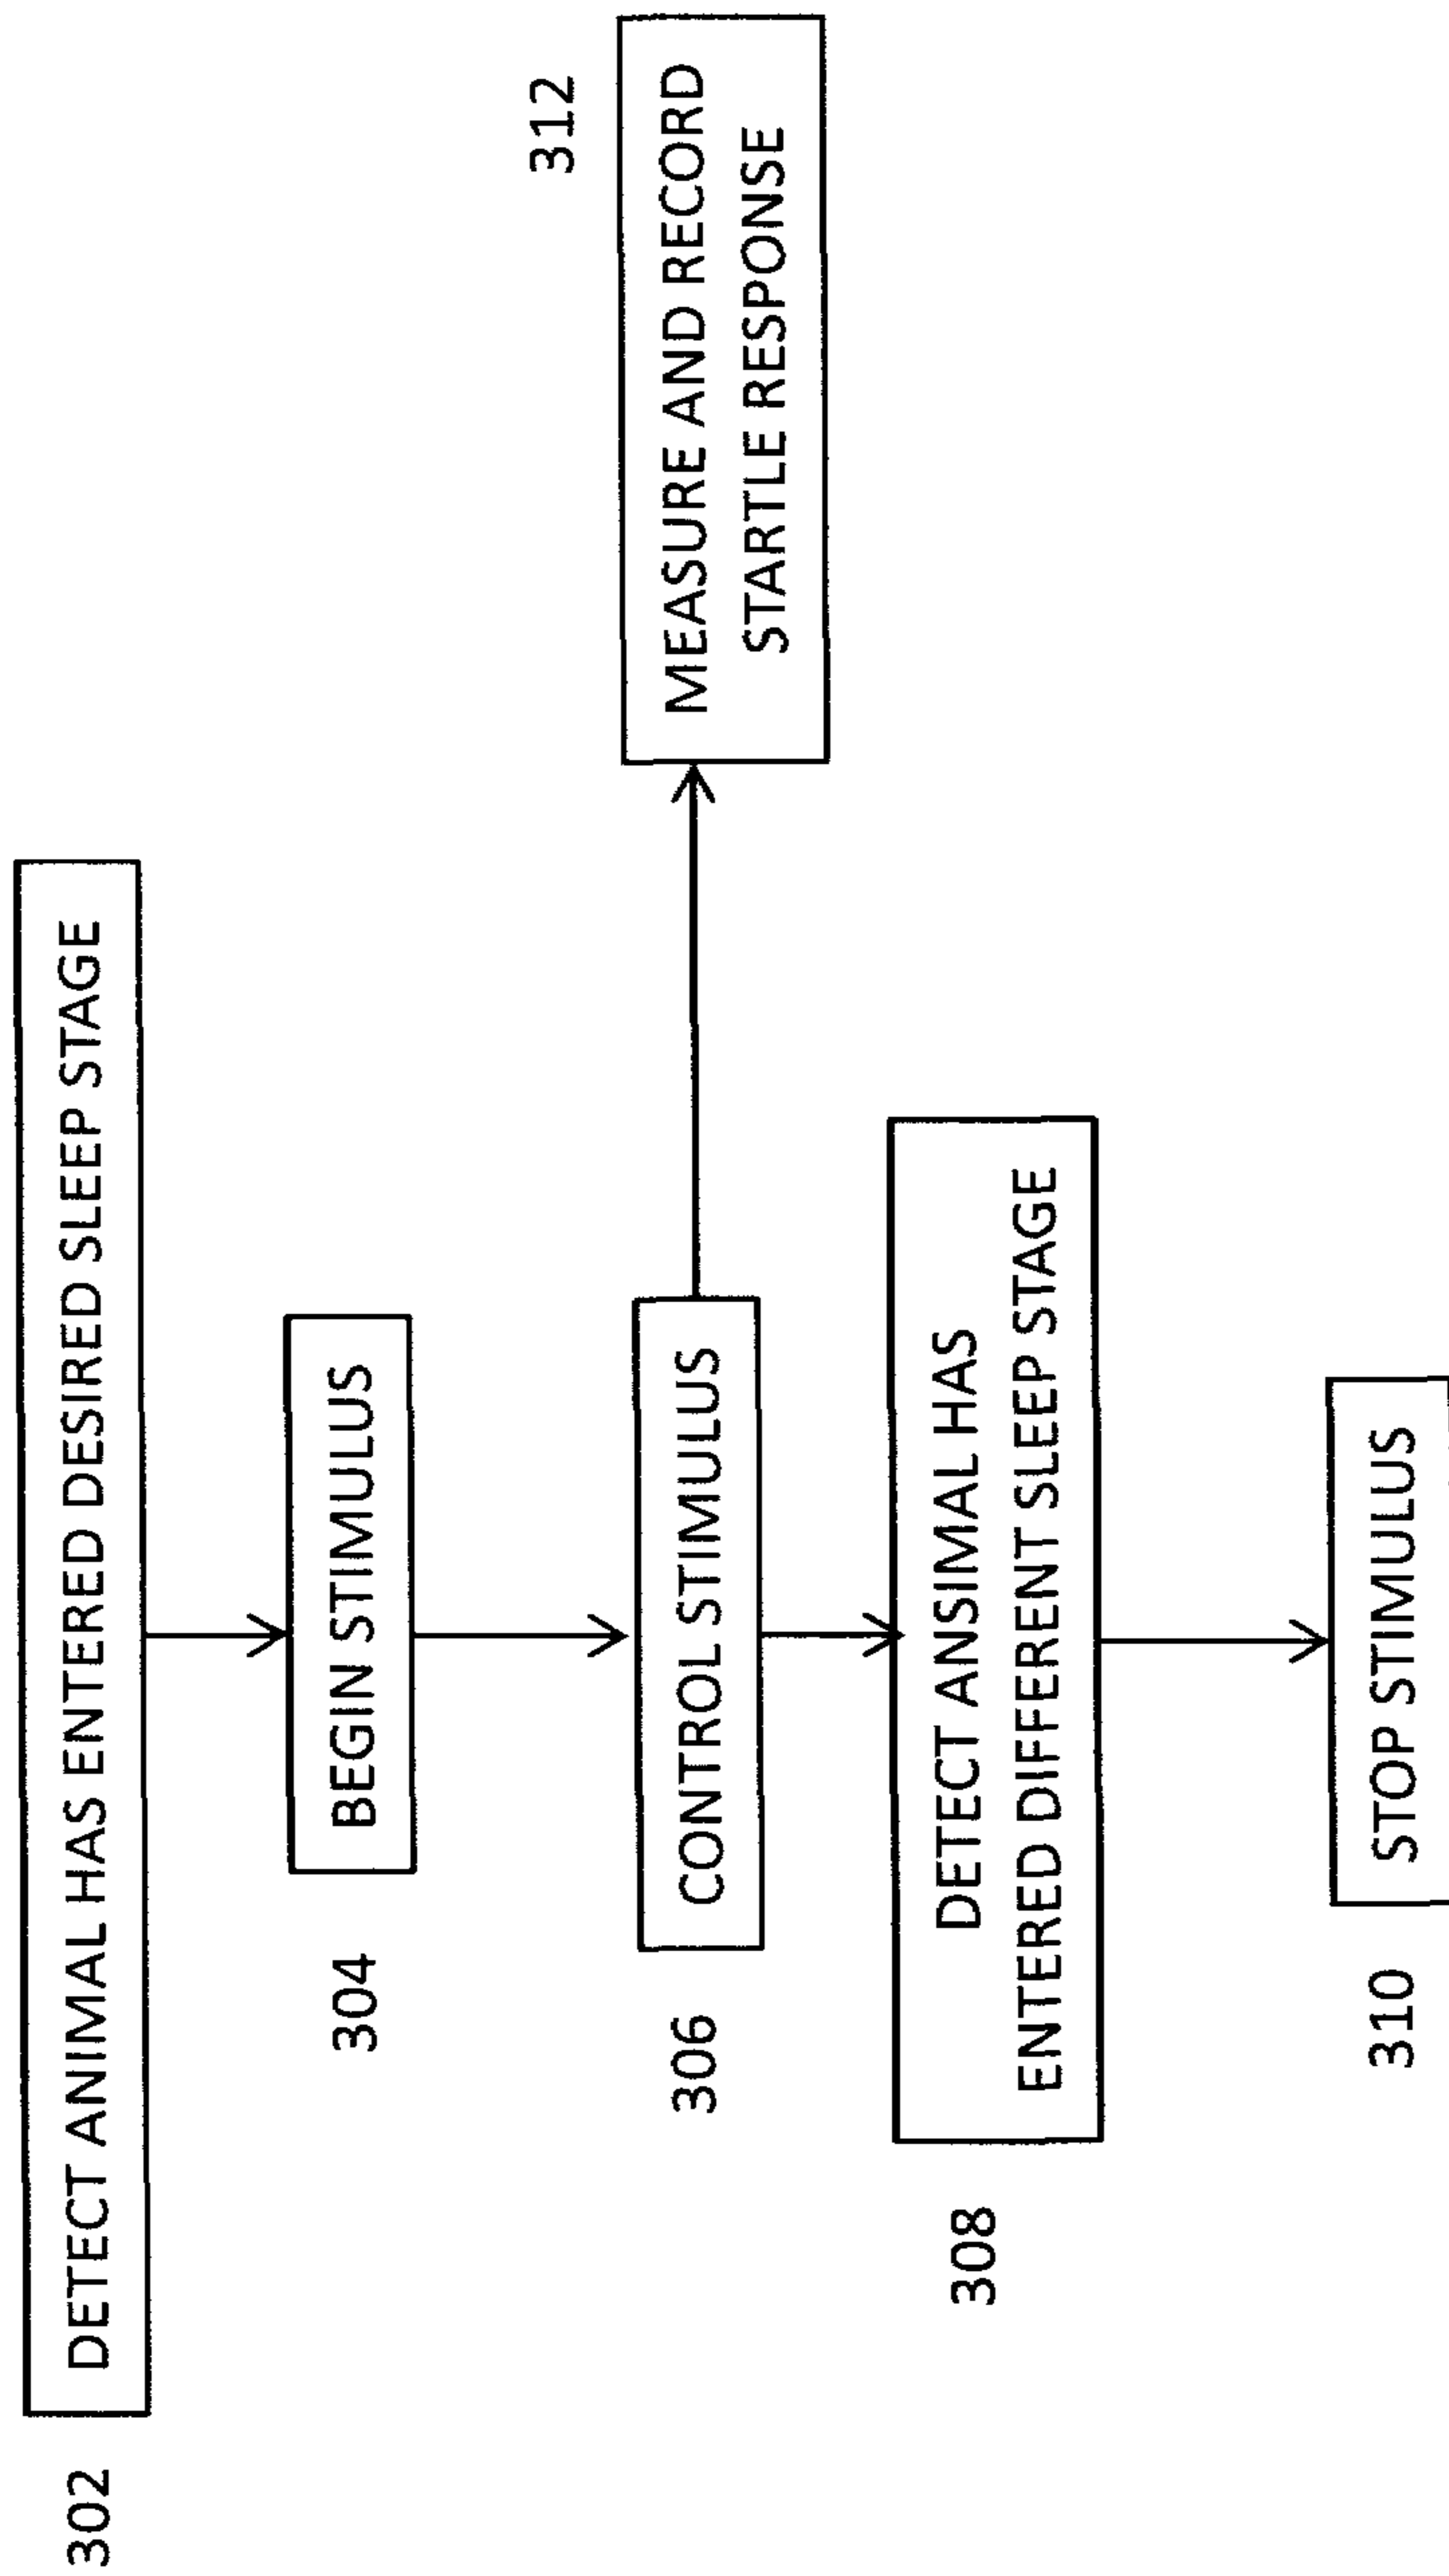 302
DETECT ANIMAL HAS ENTERED DESIRED SLEEP STAGE
304
BEGIN STIMULUS
306
CONTROL STIMULUS
312
MEASURE AND RECORD
STARTLE RESPONSE
308
DETECT ANSIMAL HAS
ENTERED DIFFERENT SLEEP STAGE
310
STOP STIMULUS